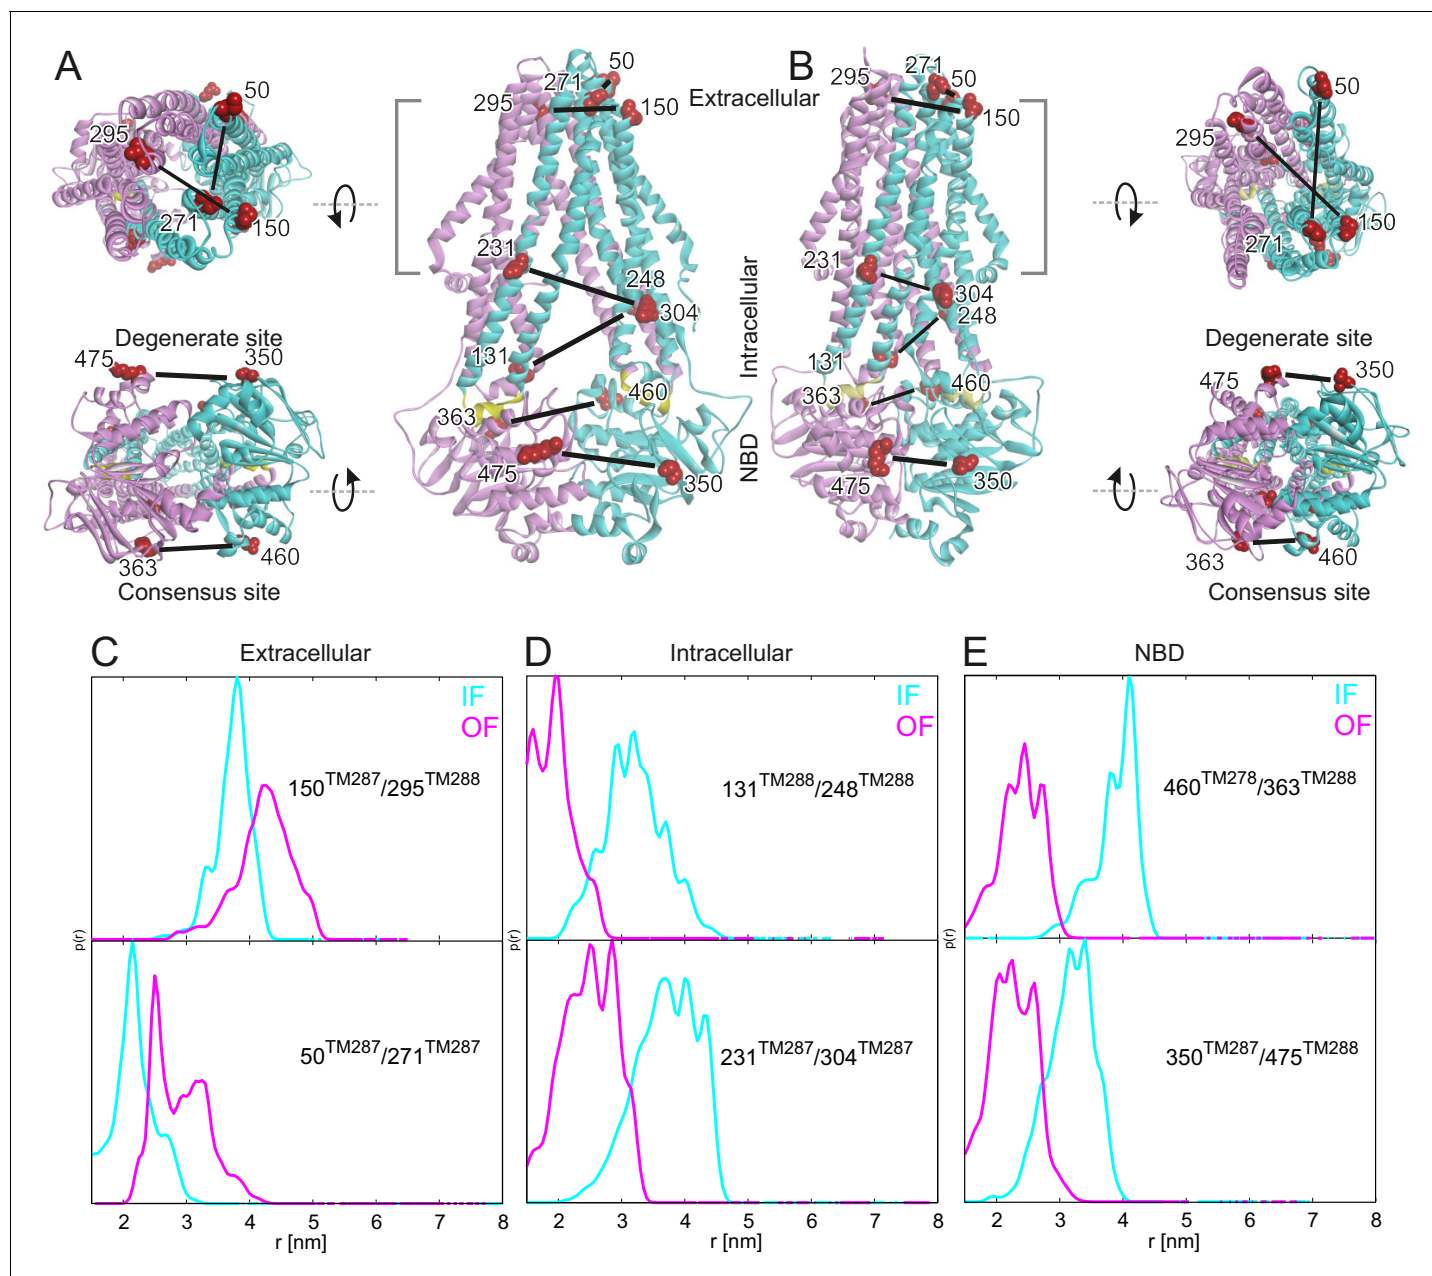 A
50
295
271
150
Degenerate site
475
350
363
460
Consensus site
295
271
50
150
Extracellular
231
248
304
Intracellular
131
363
460
475
350
NBD
B
295
271
50
150
231
304
248
131
363
460
475
350
50
295
271
150
Degenerate site
475
350
363
460
Consensus site
C
Extracellular
IF
OF
150TM287/295TM288
p(r)
50TM287/271TM287
2 3 4 5 6 7 8
r [nm]
D
Intracellular
IF
OF
131TM288/248TM288
231TM287/304TM287
2 3 4 5 6 7 8
r [nm]
E
NBD
IF
OF
460TM278/363TM288
p(r)
350TM287/475TM288
2 3 4 5 6 7 8
r [nm]